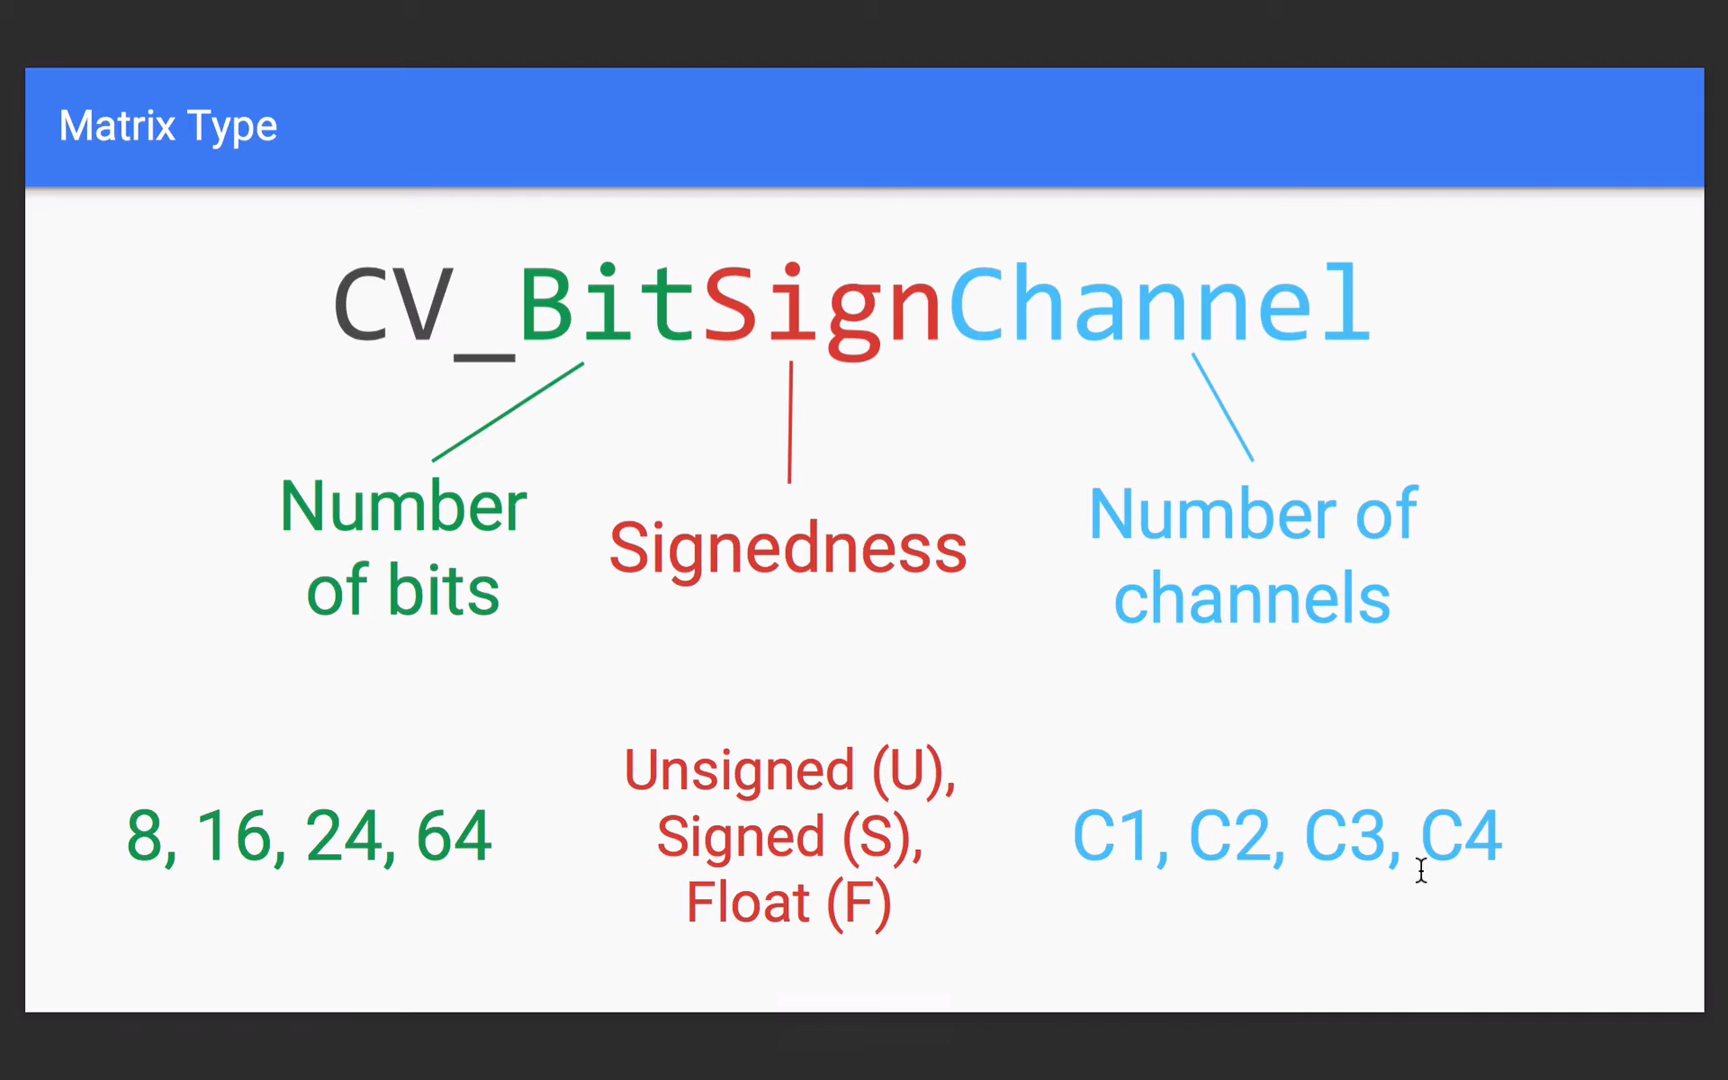 Matrix Type
CV_BitSignChannel
Number
of bits
Signedness
Number of
channels
8, 16, 24, 64
Unsigned (U),
Signed (S),
Float (F)
C1, C2, C3, C4